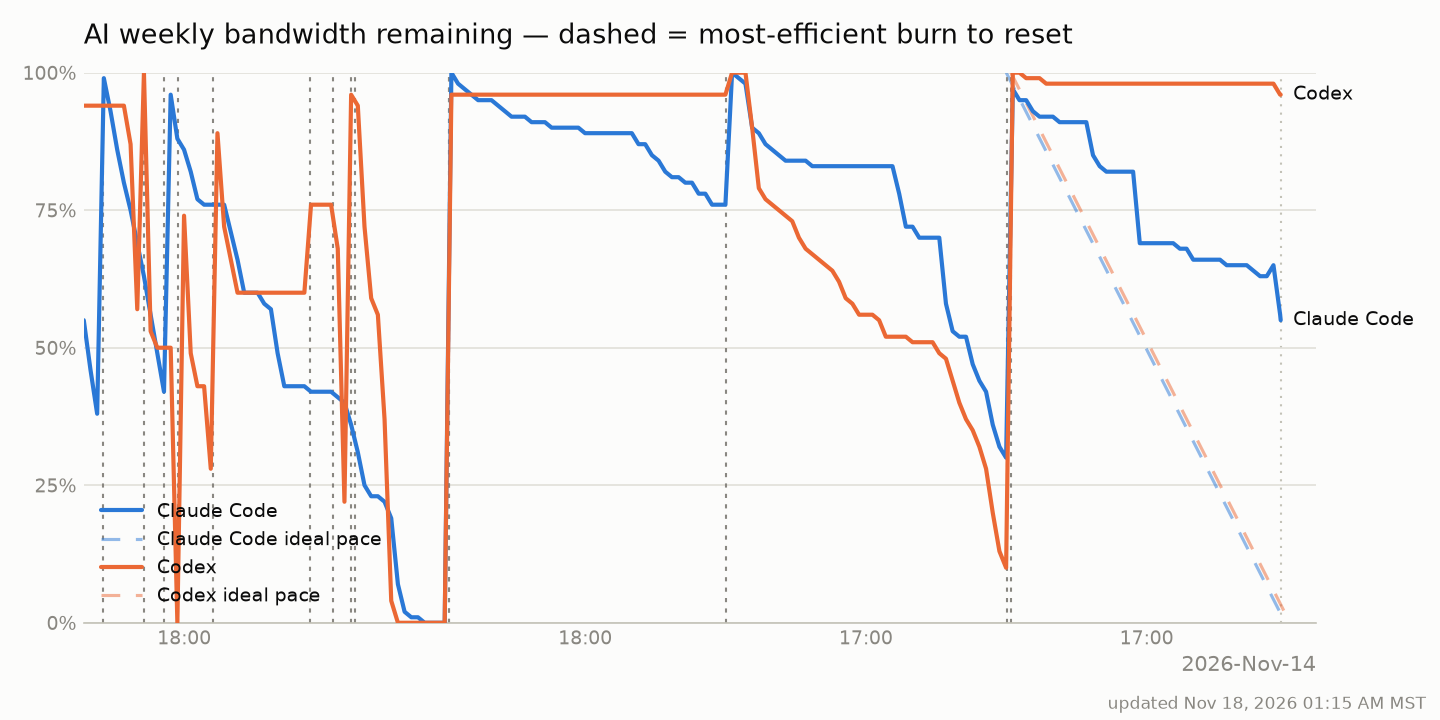 AI weekly bandwidth remaining — dashed = most-efficient burn to reset
100%
75%
50%
25%
0%
Codex
Claude Code
Claude Code
Claude Code ideal pace
Codex
Codex ideal pace
18:00 18:00 17:00 17:00
2026-Nov-14
updated Nov 18, 2026 01:15 AM MST